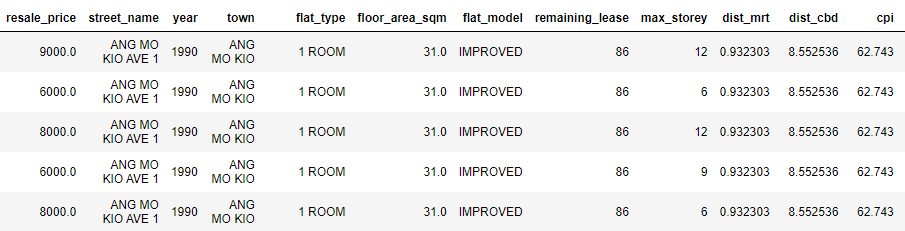 resale_price street_name year town flat_type floor_area_sqm flat_model remaining_lease max_storey dist_mrt dist_cbd cpi
9000.0 ANG MO KIO AVE 1 1990 ANG MO KIO 1 ROOM 31.0 IMPROVED 86 12 0.932303 8.552536 62.743
6000.0 ANG MO KIO AVE 1 1990 ANG MO KIO 1 ROOM 31.0 IMPROVED 86 6 0.932303 8.552536 62.743
8000.0 ANG MO KIO AVE 1 1990 ANG MO KIO 1 ROOM 31.0 IMPROVED 86 12 0.932303 8.552536 62.743
6000.0 ANG MO KIO AVE 1 1990 ANG MO KIO 1 ROOM 31.0 IMPROVED 86 9 0.932303 8.552536 62.743
8000.0 ANG MO KIO AVE 1 1990 ANG MO KIO 1 ROOM 31.0 IMPROVED 86 6 0.932303 8.552536 62.743